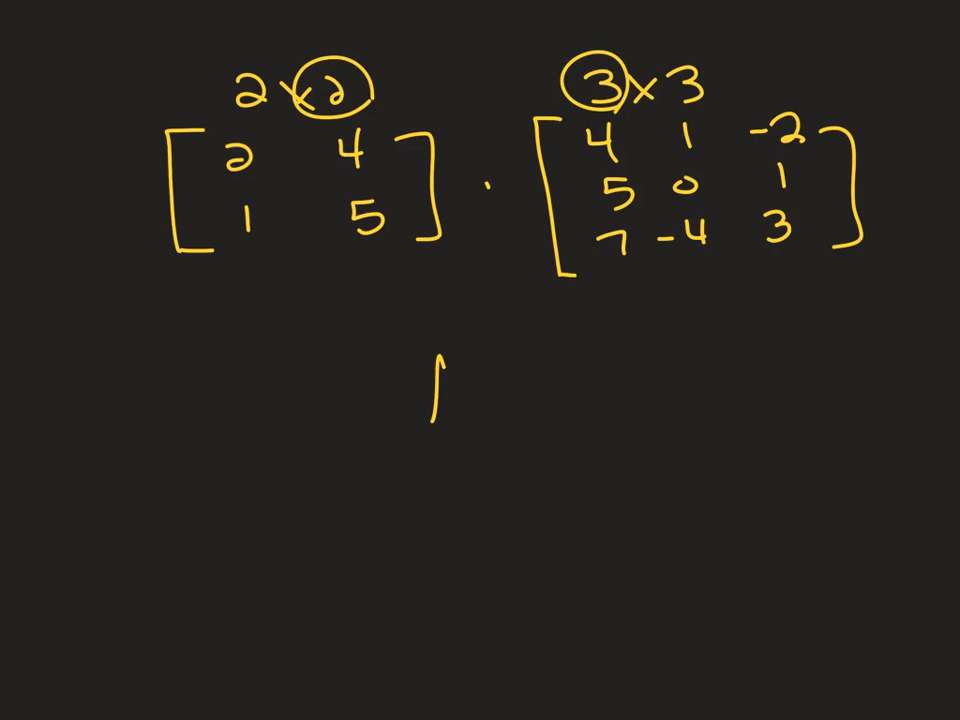 2 x 2 3 x 3
[ 2 4 ] · [ 4 1 -2 ]
[ 1 5 ] [ 5 0 1 ]
[ 7 -4 3 ]